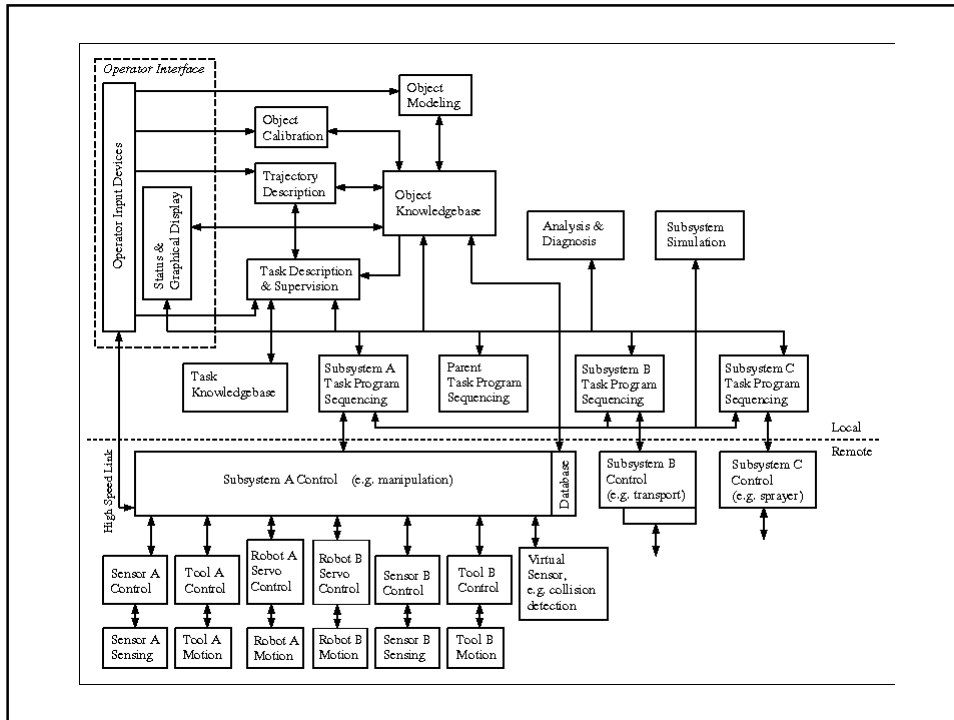 Operator Interface
Operator Input Devices
Status &
Graphical Display
Object
Modeling
Object
Calibration
Trajectory
Description
Object
Knowledgebase
Analysis &
Diagnosis
Subsystem
Simulation
Task Description
& Supervision
Task
Knowledgebase
Subsystem A
Task Program
Sequencing
Parent
Task Program
Sequencing
Subsystem B
Task Program
Sequencing
Subsystem C
Task Program
Sequencing
Local
Remote
High Speed Link
Subsystem A Control (e.g. manipulation)
Database
Subsystem B
Control
(e.g. transport)
Subsystem C
Control
(e.g. sprayer)
Sensor A
Control
Tool A
Control
Robot A
Servo
Control
Robot B
Servo
Control
Sensor B
Control
Tool B
Control
Virtual
Sensor,
e.g. collision
detection
Sensor A
Sensing
Tool A
Motion
Robot A
Motion
Robot B
Motion
Sensor B
Sensing
Tool B
Motion